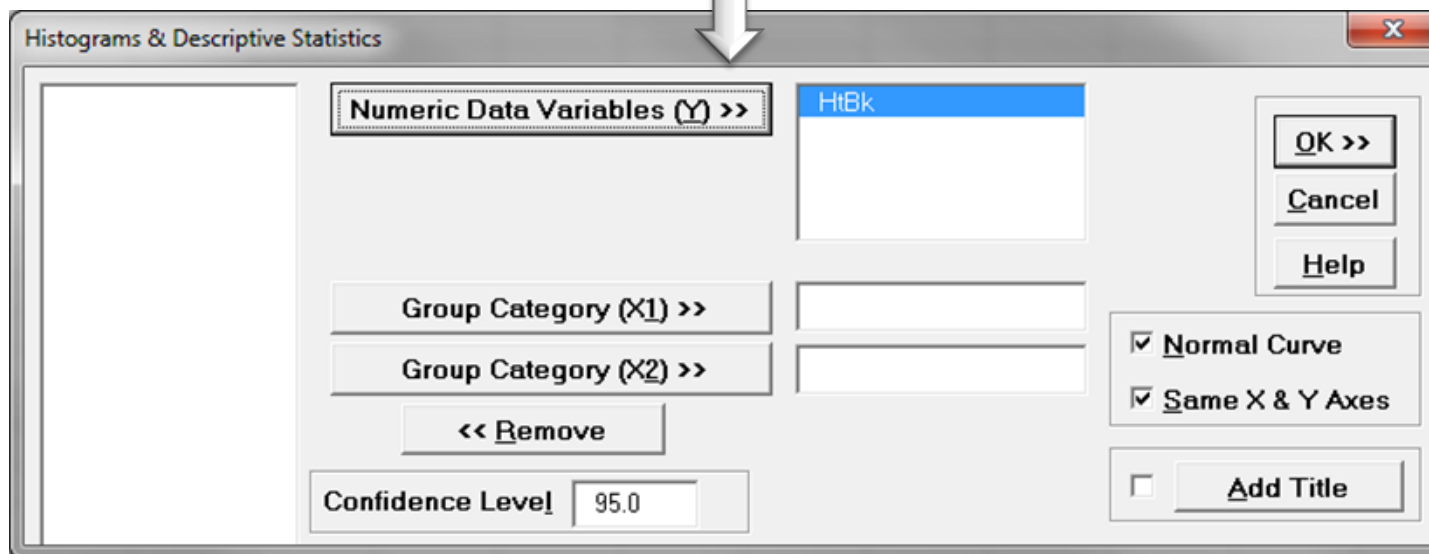 Histograms & Descriptive Statistics
Numeric Data Variables (Y) >>
HtBk
OK >>
Cancel
Help
Group Category (X1) >>
Group Category (X2) >>
<< Remove
Normal Curve
Same X & Y Axes
Confidence Level 95.0
Add Title